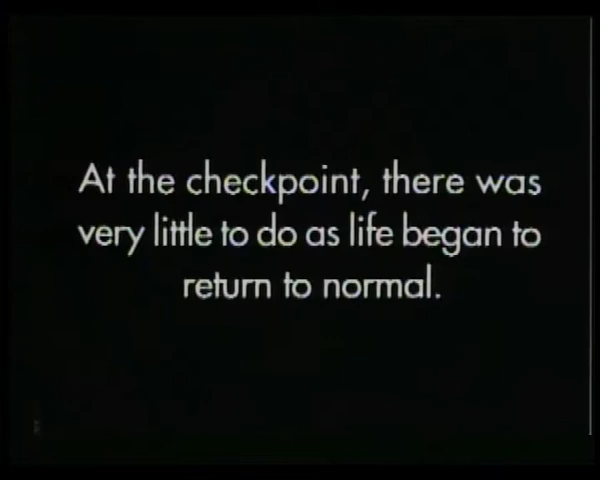 At the checkpoint, there was
very little to do as life began to
return to normal.